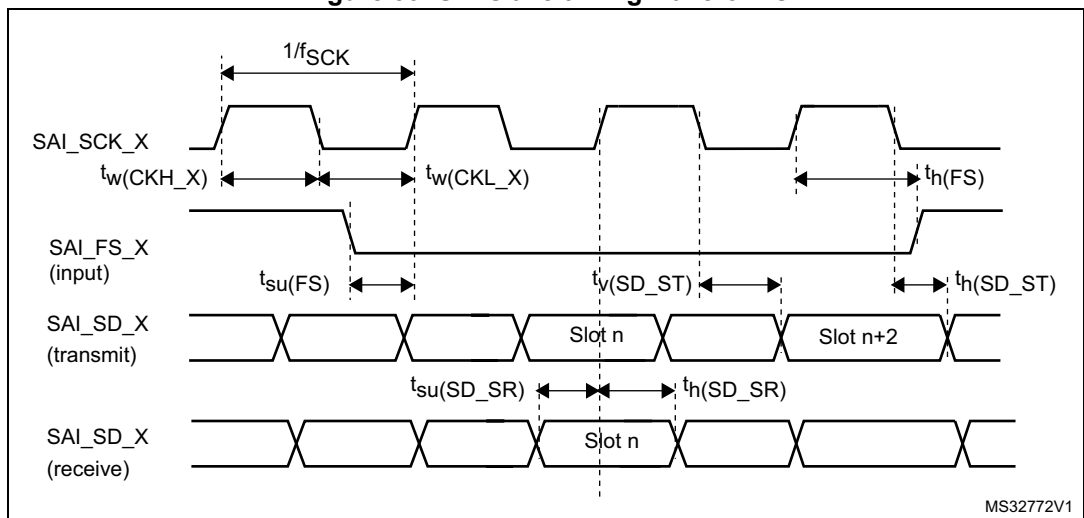 1/fSCK
SAI_SCK_X
tw(CKH_X)
tw(CKL_X)
th(FS)
SAI_FS_X
(input)
tsu(FS)
tv(SD_ST)
th(SD_ST)
SAI_SD_X
(transmit)
Slot n
Slot n+2
tsu(SD_SR)
th(SD_SR)
SAI_SD_X
(receive)
Slot n
MS32772V1